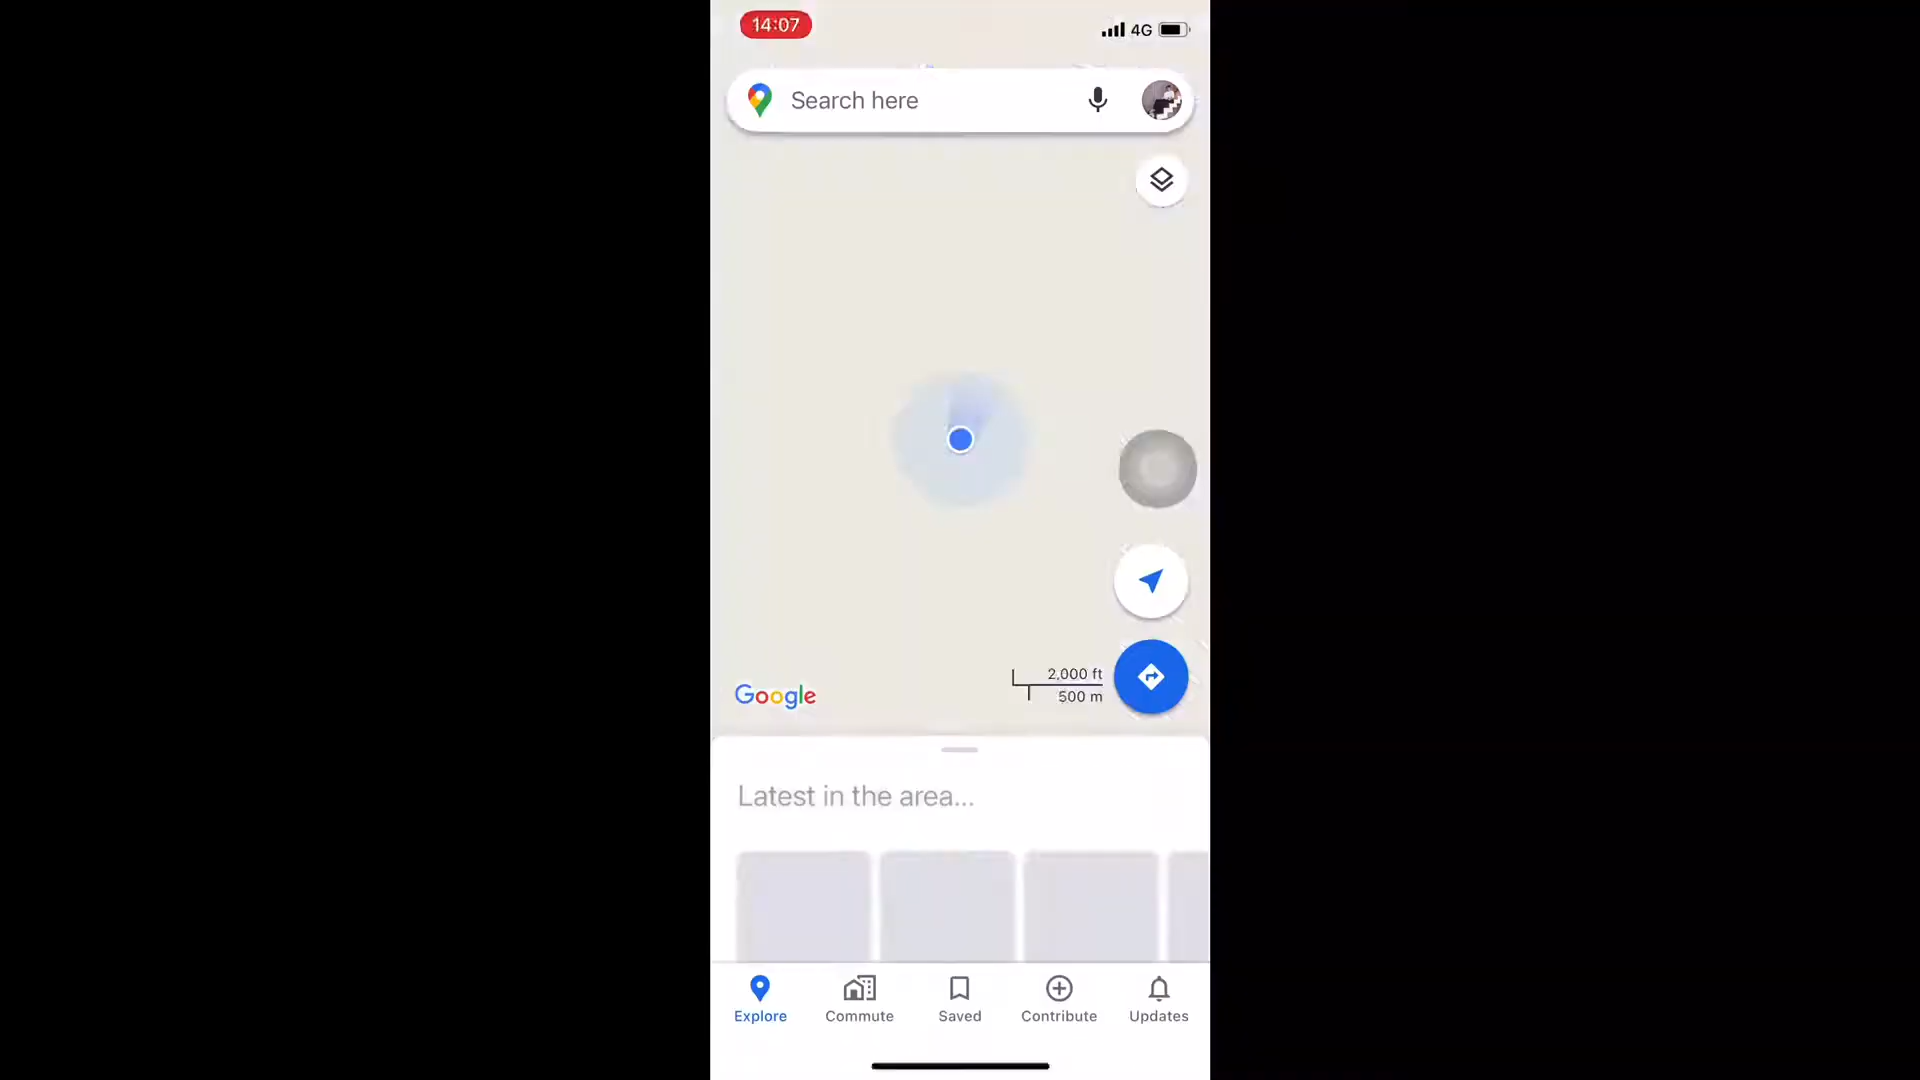 14:07
4G
Search here
2,000 ft
500 m
Google
Latest in the area...
Explore
Commute
Saved
Contribute
Updates